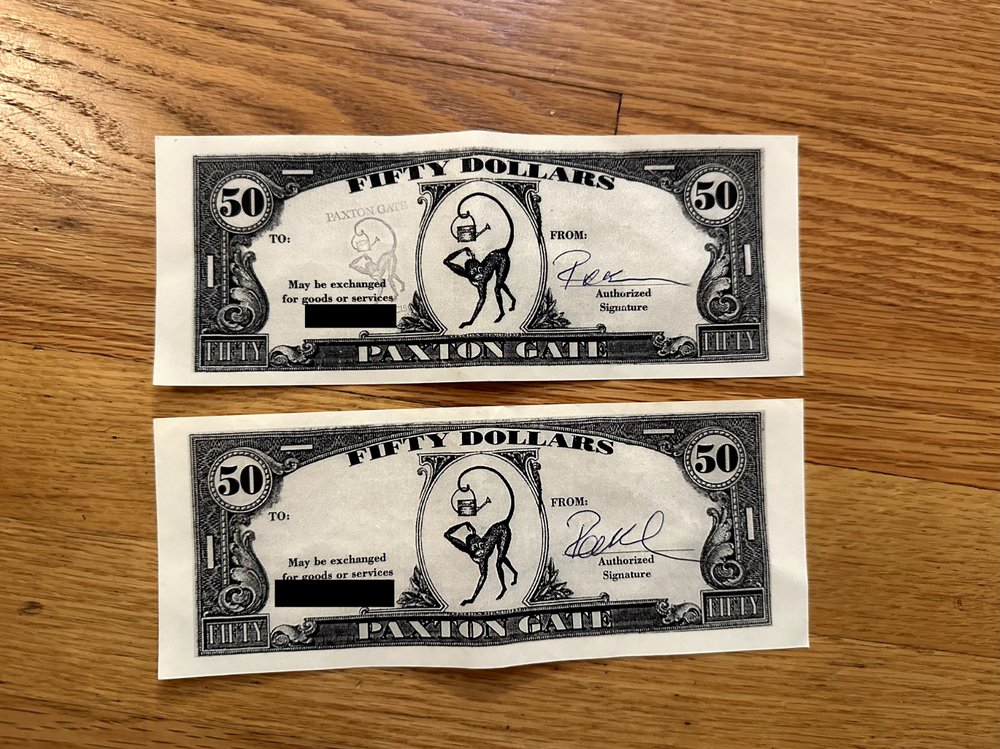 FIFTY DOLLARS
50
50
PAXTON GATE
TO:
FROM:
May be exchanged
for goods or services
Authorized
Signature
FIFTY
PAXTON GATE
FIFTY
FIFTY DOLLARS
50
50
TO:
FROM:
May be exchanged
for goods or services
Authorized
Signature
FIFTY
PAXTON GATE
FIFTY